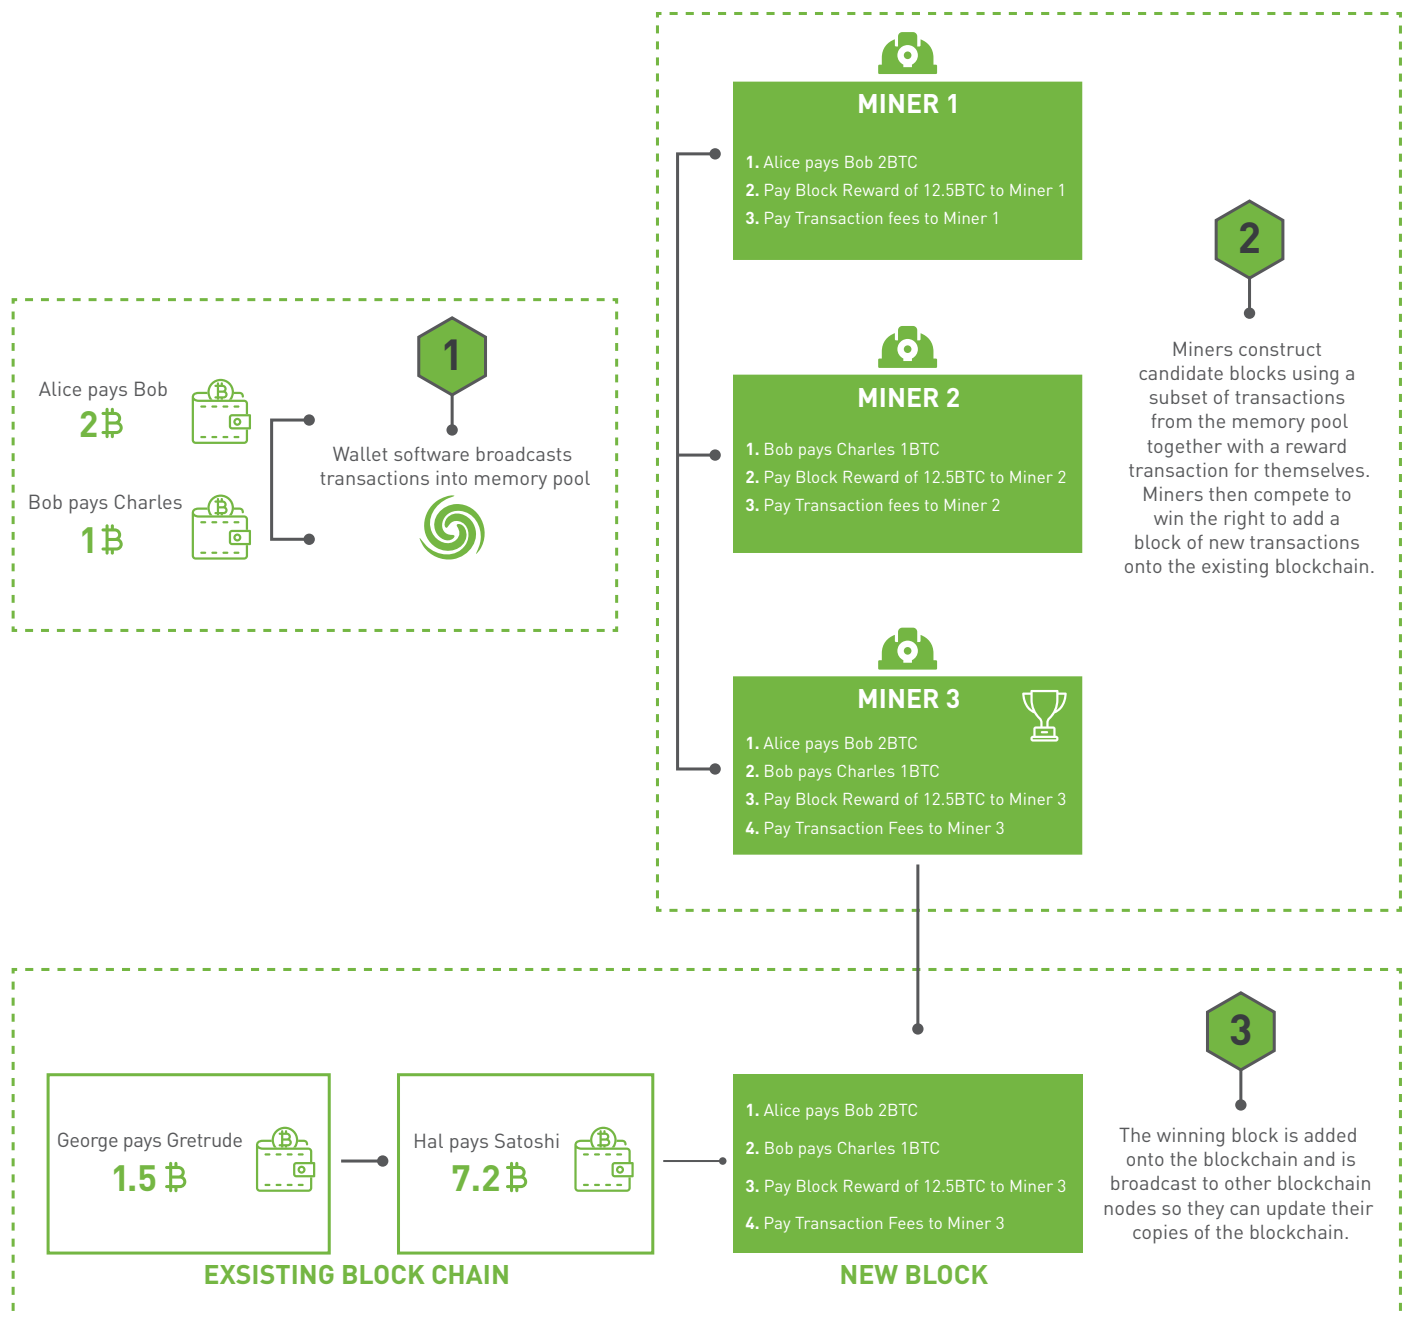 1
Alice pays Bob
2₿
Bob pays Charles
1₿
Wallet software broadcasts
transactions into memory pool
MINER 1
1. Alice pays Bob 2BTC
2. Pay Block Reward of 12.5BTC to Miner 1
3. Pay Transaction fees to Miner 1
MINER 2
1. Bob pays Charles 1BTC
2. Pay Block Reward of 12.5BTC to Miner 2
3. Pay Transaction fees to Miner 2
MINER 3
1. Alice pays Bob 2BTC
2. Bob pays Charles 1BTC
3. Pay Block Reward of 12.5BTC to Miner 3
4. Pay Transaction Fees to Miner 3
2
Miners construct
candidate blocks using a
subset of transactions
from the memory pool
together with a reward
transaction for themselves.
Miners then compete to
win the right to add a
block of new transactions
onto the existing blockchain.
George pays Gretrude
1.5 ₿
Hal pays Satoshi
7.2 ₿
EXSISTING BLOCK CHAIN
1. Alice pays Bob 2BTC
2. Bob pays Charles 1BTC
3. Pay Block Reward of 12.5BTC to Miner 3
4. Pay Transaction Fees to Miner 3
NEW BLOCK
3
The winning block is added
onto the blockchain and is
broadcast to other blockchain
nodes so they can update their
copies of the blockchain.